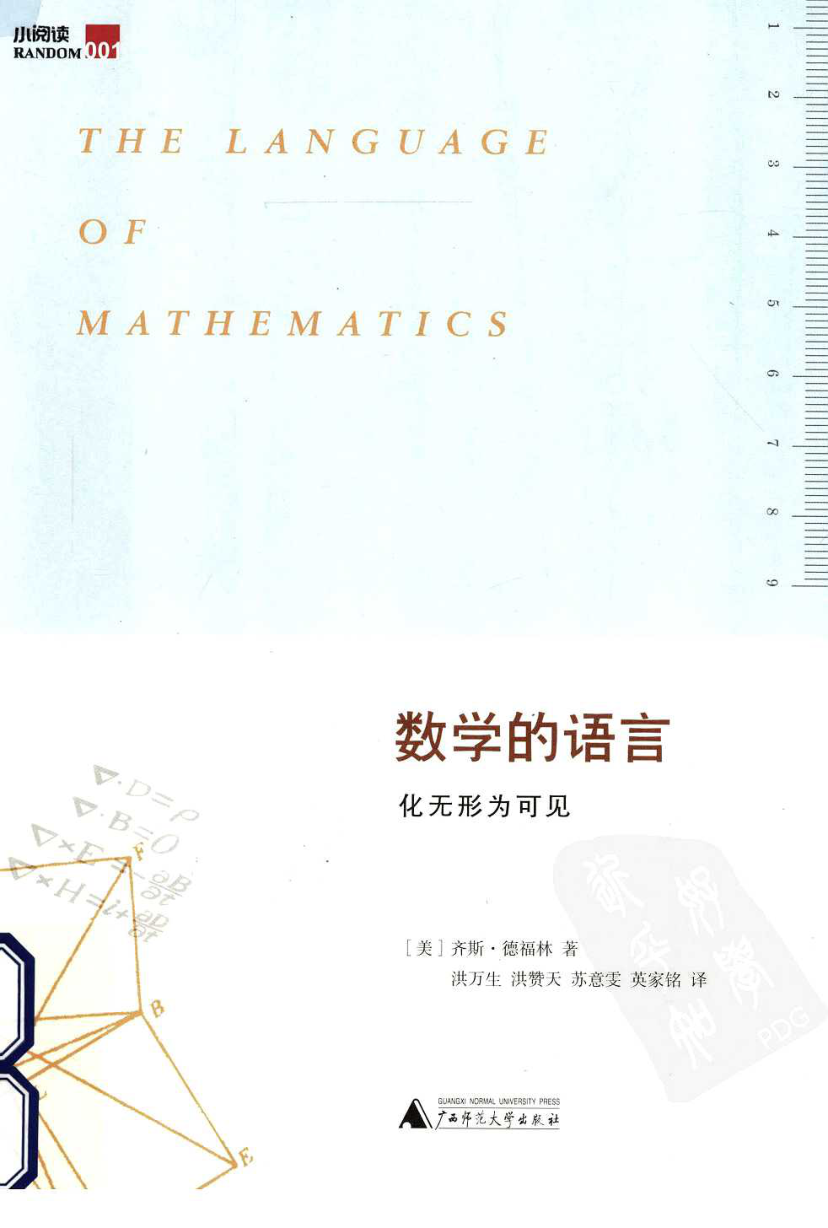 小阅读
RANDOM 001
THE LANGUAGE
OF
MATHEMATICS
1
2
3
4
5
6
7
8
9
数学的语言
化无形为可见
∇·D=ρ
∇·B=0
∇×E=-∂B/∂t
∇×H=i+∂D/∂t
F
B
E
[美]齐斯·德福林 著
洪万生 洪赞天 苏意雯 英家铭 译
PDG
GUANGXI NORMAL UNIVERSITY PRESS
广西师范大学出版社